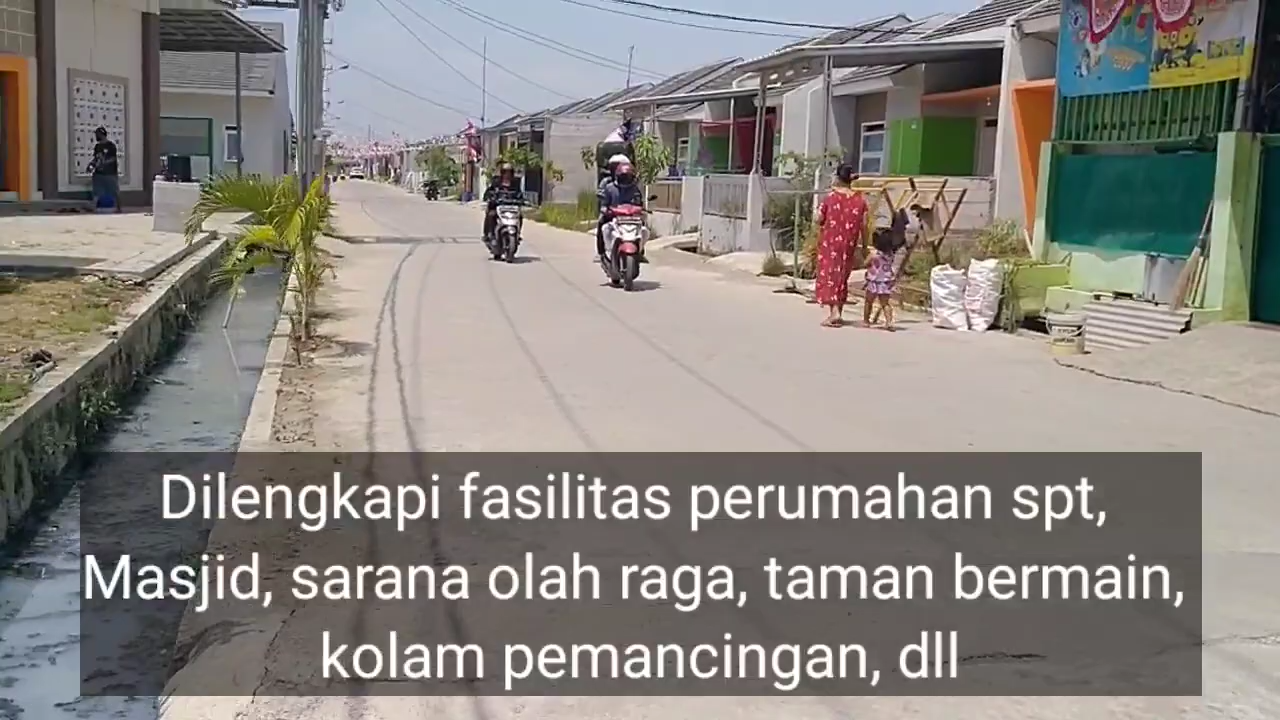 Dilengkapi fasilitas perumahan spt,
Masjid, sarana olah raga, taman bermain,
kolam pemancingan, dll